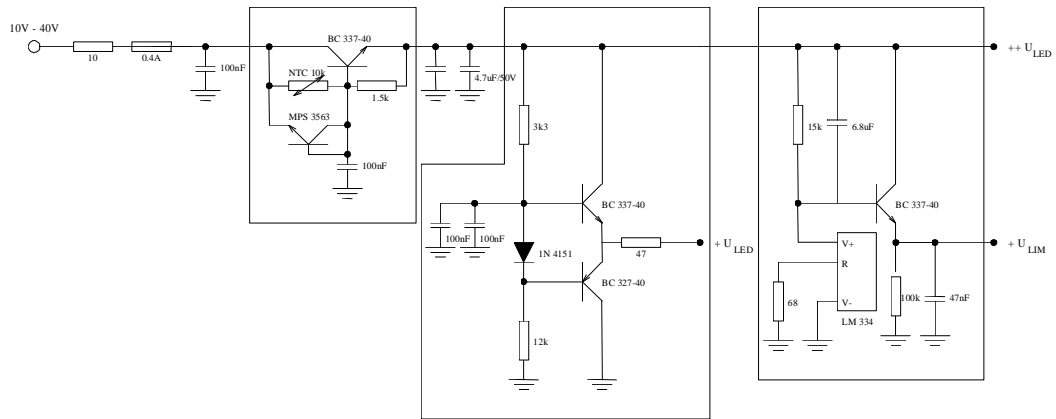 10V - 40V
10
0.4A
100nF
BC 337-40
NTC 10k
1.5k
MPS 3563
100nF
4.7uF/50V
3k3
BC 337-40
100nF
100nF
1N 4151
47
+ U LED
BC 327-40
12k
++ U LED
15k
6.8uF
BC 337-40
+ U LIM
V+
R
V-
68
LM 334
100k
47nF